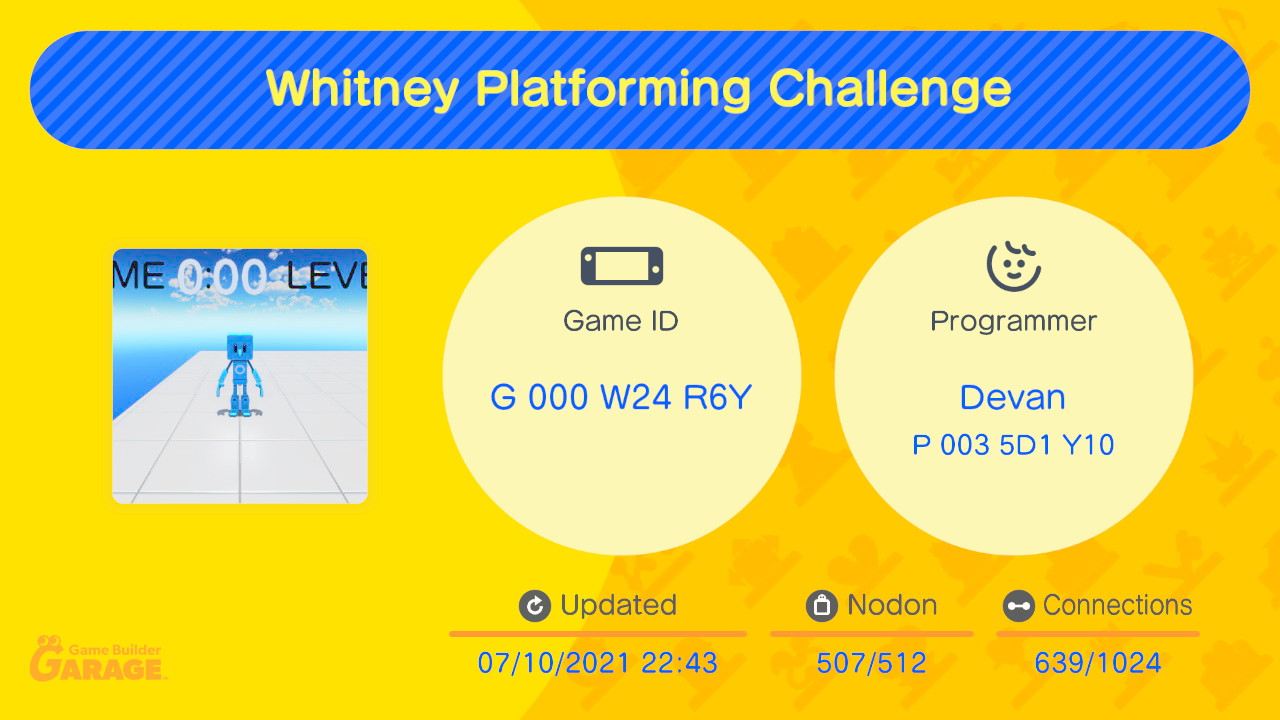 Whitney Platforming Challenge
ME 0:00 LEVE
Game ID
G 000 W24 R6Y
Programmer
Devan
P 003 5D1 Y10
Updated
07/10/2021 22:43
Nodon
507/512
Connections
639/1024
Game Builder
GARAGE